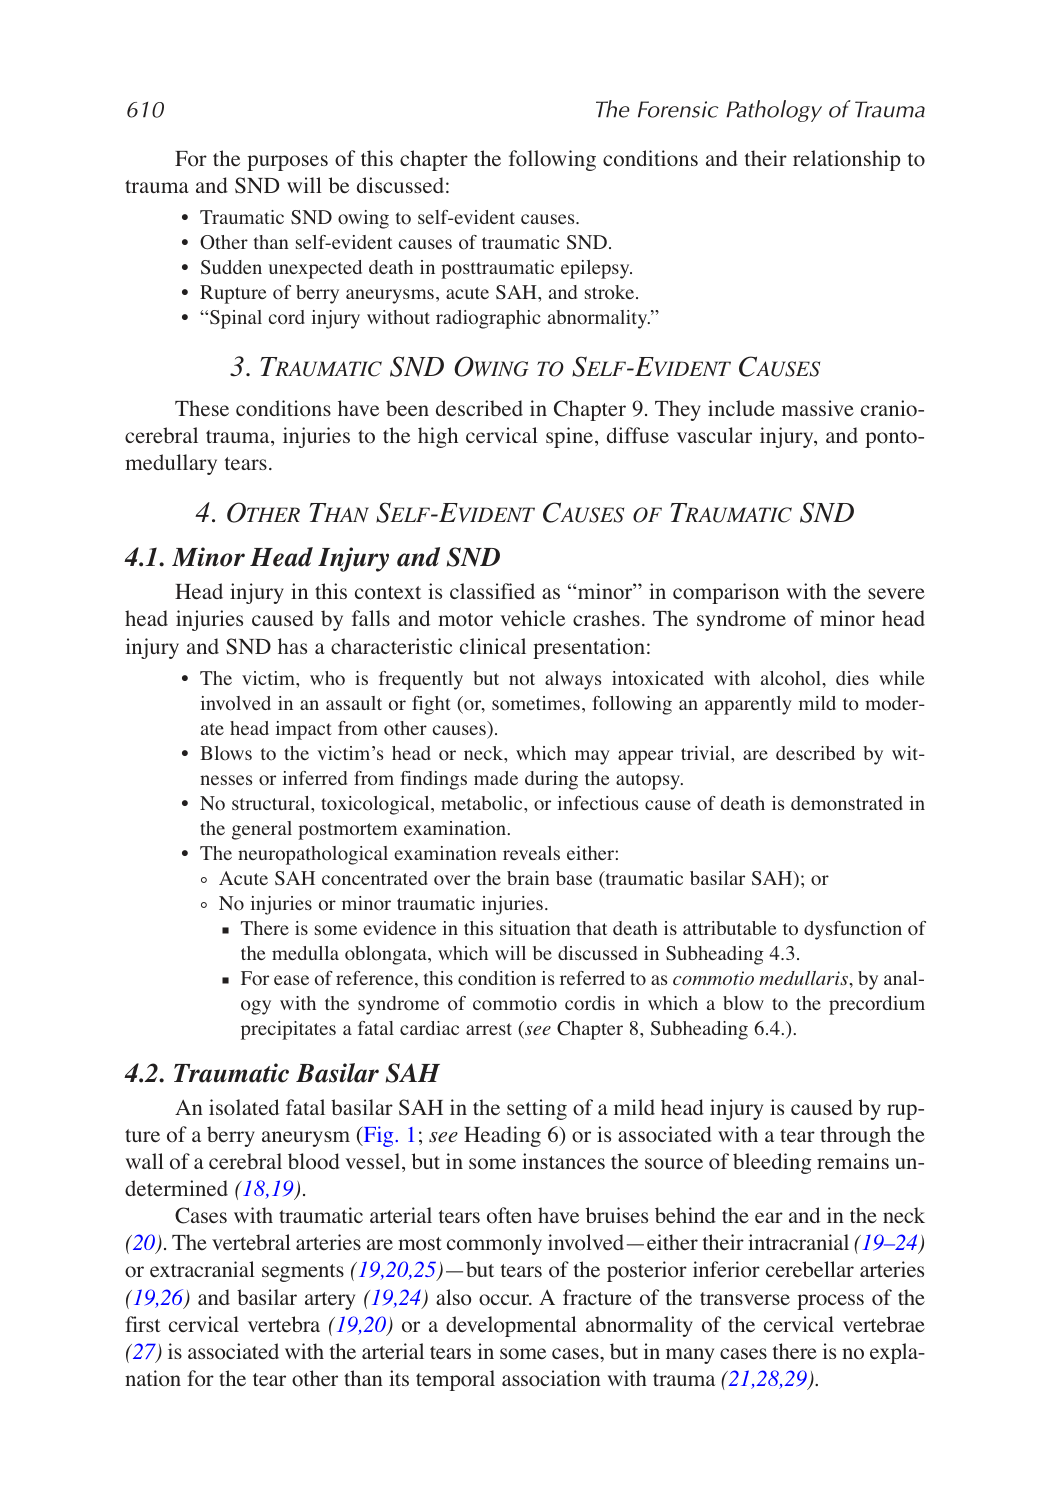 610 The Forensic Pathology of Trauma
For the purposes of this chapter the following conditions and their relationship to
trauma and SND will be discussed:
• Traumatic SND owing to self-evident causes.
• Other than self-evident causes of traumatic SND.
• Sudden unexpected death in posttraumatic epilepsy.
• Rupture of berry aneurysms, acute SAH, and stroke.
• “Spinal cord injury without radiographic abnormality.”
3. Traumatic SND Owing to Self-Evident Causes
These conditions have been described in Chapter 9. They include massive cranio-
cerebral trauma, injuries to the high cervical spine, diffuse vascular injury, and ponto-
medullary tears.
4. Other Than Self-Evident Causes of Traumatic SND
4.1. Minor Head Injury and SND
Head injury in this context is classified as “minor” in comparison with the severe
head injuries caused by falls and motor vehicle crashes. The syndrome of minor head
injury and SND has a characteristic clinical presentation:
• The victim, who is frequently but not always intoxicated with alcohol, dies while
involved in an assault or fight (or, sometimes, following an apparently mild to moder-
ate head impact from other causes).
• Blows to the victim’s head or neck, which may appear trivial, are described by wit-
nesses or inferred from findings made during the autopsy.
• No structural, toxicological, metabolic, or infectious cause of death is demonstrated in
the general postmortem examination.
• The neuropathological examination reveals either:
◦ Acute SAH concentrated over the brain base (traumatic basilar SAH); or
◦ No injuries or minor traumatic injuries.
▪ There is some evidence in this situation that death is attributable to dysfunction of
the medulla oblongata, which will be discussed in Subheading 4.3.
▪ For ease of reference, this condition is referred to as commotio medullaris, by anal-
ogy with the syndrome of commotio cordis in which a blow to the precordium
precipitates a fatal cardiac arrest (see Chapter 8, Subheading 6.4.).
4.2. Traumatic Basilar SAH
An isolated fatal basilar SAH in the setting of a mild head injury is caused by rup-
ture of a berry aneurysm (Fig. 1; see Heading 6) or is associated with a tear through the
wall of a cerebral blood vessel, but in some instances the source of bleeding remains un-
determined (18,19).
Cases with traumatic arterial tears often have bruises behind the ear and in the neck
(20). The vertebral arteries are most commonly involved—either their intracranial (19–24)
or extracranial segments (19,20,25)—but tears of the posterior inferior cerebellar arteries
(19,26) and basilar artery (19,24) also occur. A fracture of the transverse process of the
first cervical vertebra (19,20) or a developmental abnormality of the cervical vertebrae
(27) is associated with the arterial tears in some cases, but in many cases there is no expla-
nation for the tear other than its temporal association with trauma (21,28,29).